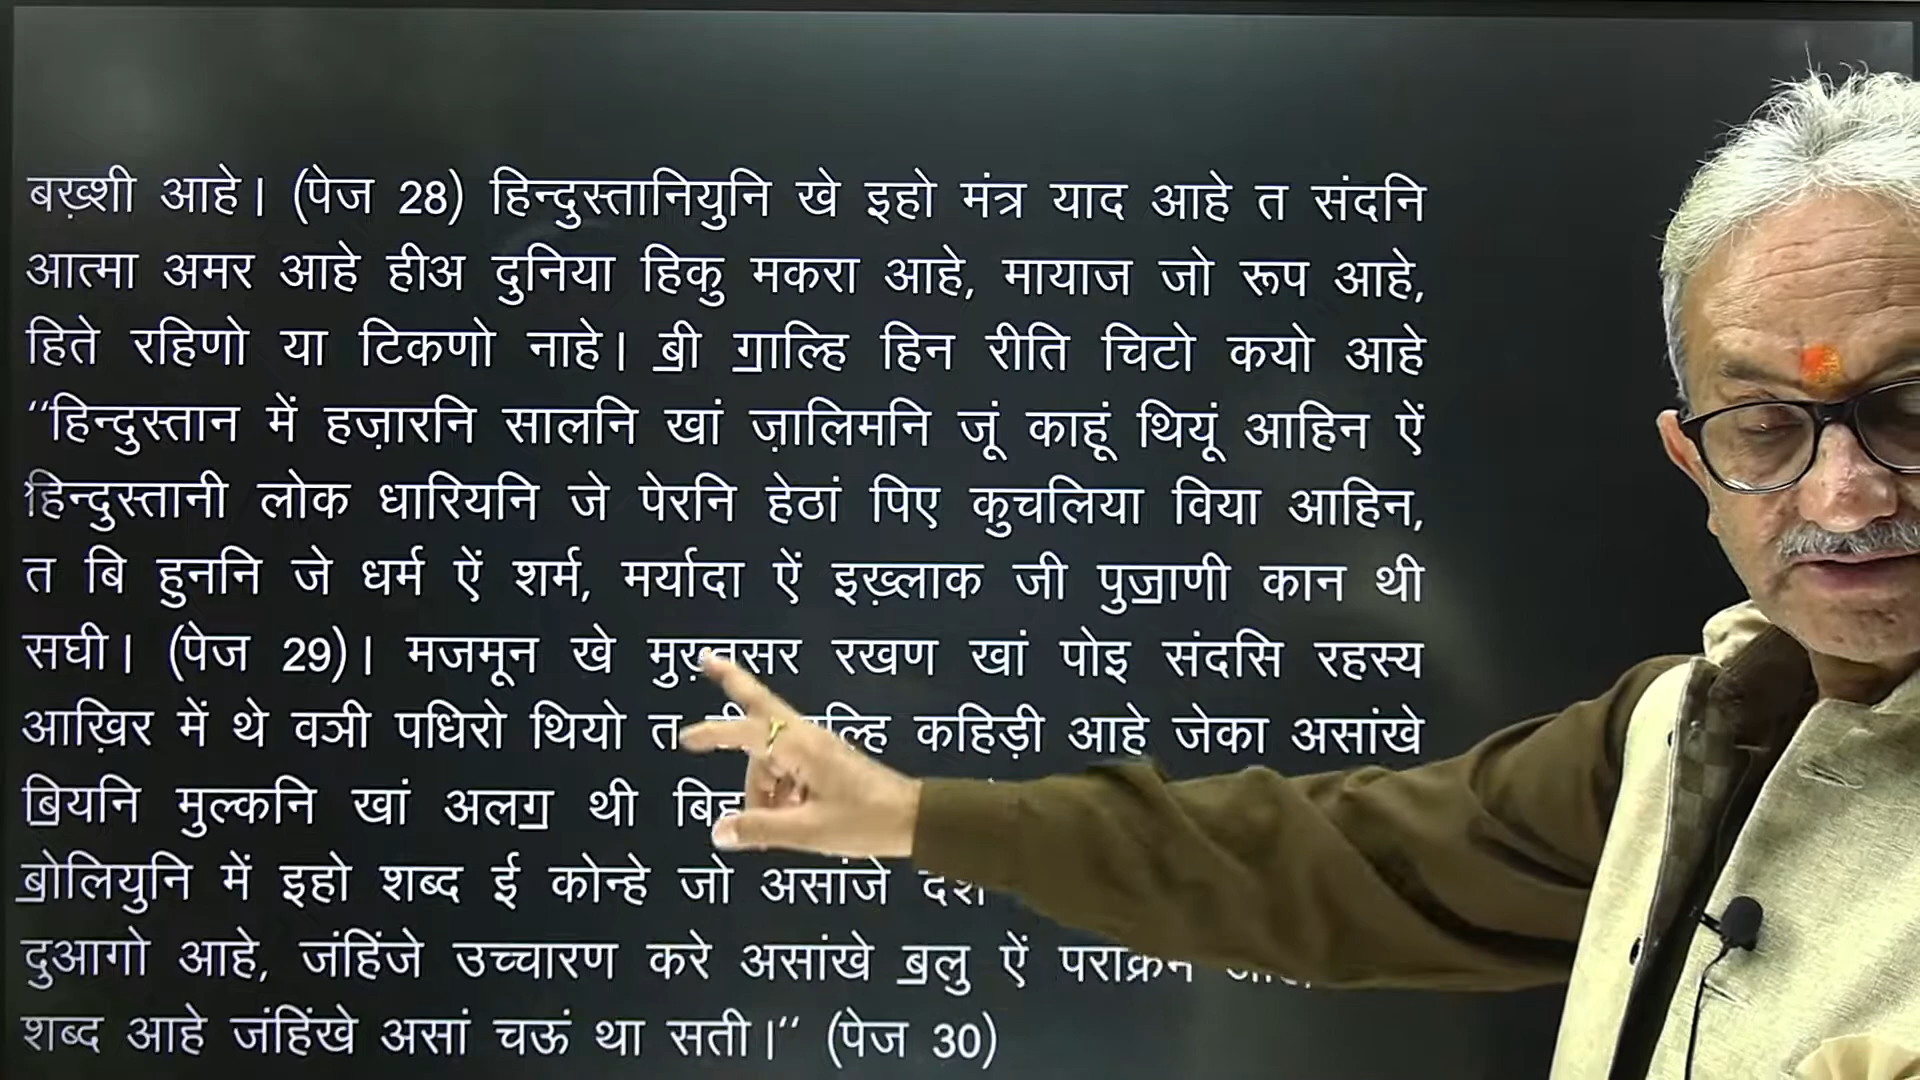 बख़्शी आहे। (पेज 28) हिन्दुस्तानियुनि खे इहो मंत्र याद आहे त संदनि
आत्मा अमर आहे हीअ दुनिया हिकु मकरा आहे, मायाज जो रूप आहे,
हिते रहिणो या टिकणो नाहे। ॿी ॻाल्हि हिन रीति चिटो कयो आहे
“हिन्दुस्तान में हज़ारनि सालनि खां ज़ालिमनि जूं काहूं थियूं आहिन ऐं
हिन्दुस्तानी लोक धारियनि जे पेरनि हेठां पिए कुचलिया विया आहिन,
त बि हुननि जे धर्म ऐं शर्म, मर्यादा ऐं इख़्लाक जी पुॼाणी कान थी
सघी। (पेज 29)। मजमून खे मुख़्तसर रखण खां पोइ संदसि रहस्य
आख़िर में थे वञी पधिरो थियो त कहिड़ी आहे जेका असांखे
ॿियनि मुल्कनि खां अलॻ थी
ॿोलियुनि में इहो शब्द ई कोन्हे जो असांजे
दुआगो आहे, जंहिंजे उच्चारण करे असांखे ॿलु ऐं
शब्द आहे जंहिंखे असां चऊं था सती।” (पेज 30)